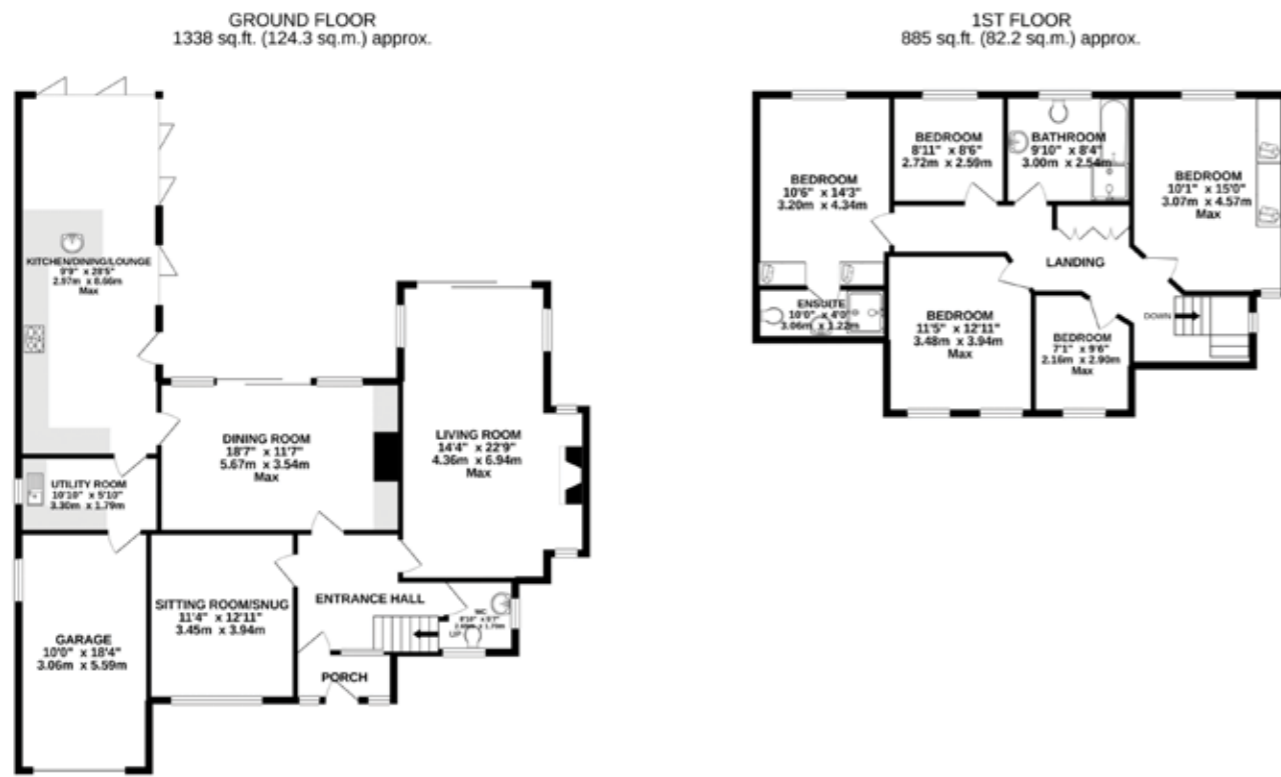 GROUND FLOOR
1338 sq.ft. (124.3 sq.m.) approx.
KITCHEN/DINING/LOUNGE
9'9" x 28'5"
2.97m x 8.66m
Max
DINING ROOM
18'7" x 11'7"
5.67m x 3.54m
Max
LIVING ROOM
14'4" x 22'9"
4.36m x 6.94m
Max
UTILITY ROOM
10'10" x 5'10"
3.30m x 1.79m
SITTING ROOM/SNUG
11'4" x 12'11"
3.45m x 3.94m
ENTRANCE HALL
WC
UP
GARAGE
10'0" x 18'4"
3.06m x 5.59m
PORCH
1ST FLOOR
885 sq.ft. (82.2 sq.m.) approx.
BEDROOM
10'6" x 14'3"
3.20m x 4.34m
BEDROOM
8'11" x 8'6"
2.72m x 2.59m
BATHROOM
9'10" x 8'4"
3.00m x 2.54m
BEDROOM
10'1" x 15'0"
3.07m x 4.57m
Max
LANDING
ENSUITE
10'0" x 4'0"
3.06m x 1.22m
BEDROOM
11'5" x 12'11"
3.48m x 3.94m
Max
BEDROOM
7'1" x 9'6"
2.16m x 2.90m
Max
DOWN